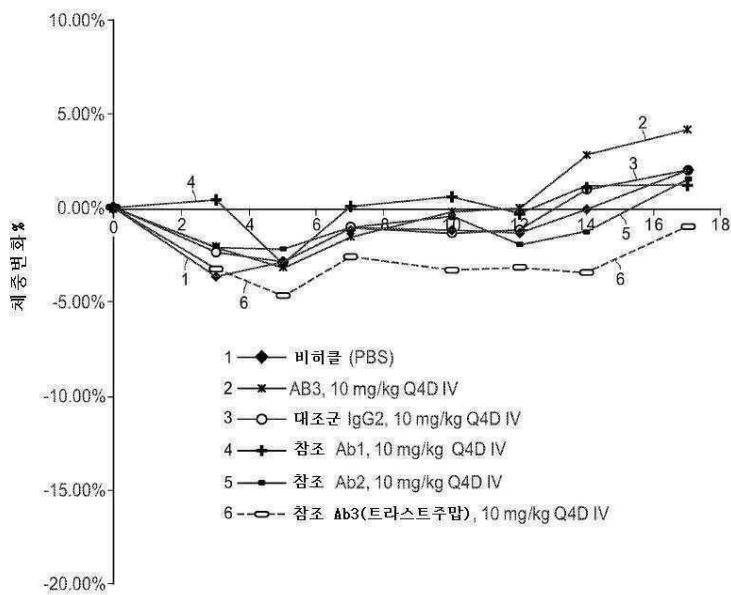 10.00%
5.00%
0.00%
-5.00%
-10.00%
-15.00%
-20.00%
체중변화%
0 2 4 6 8 10 12 14 16 18
4
2
3
1
6
5
6
1 비히클 (PBS)
2 AB3, 10 mg/kg Q4D IV
3 대조군 IgG2, 10 mg/kg Q4D IV
4 참조 Ab1, 10 mg/kg Q4D IV
5 참조 Ab2, 10 mg/kg Q4D IV
6 참조 Ab3(트라스트주맙), 10 mg/kg Q4D IV